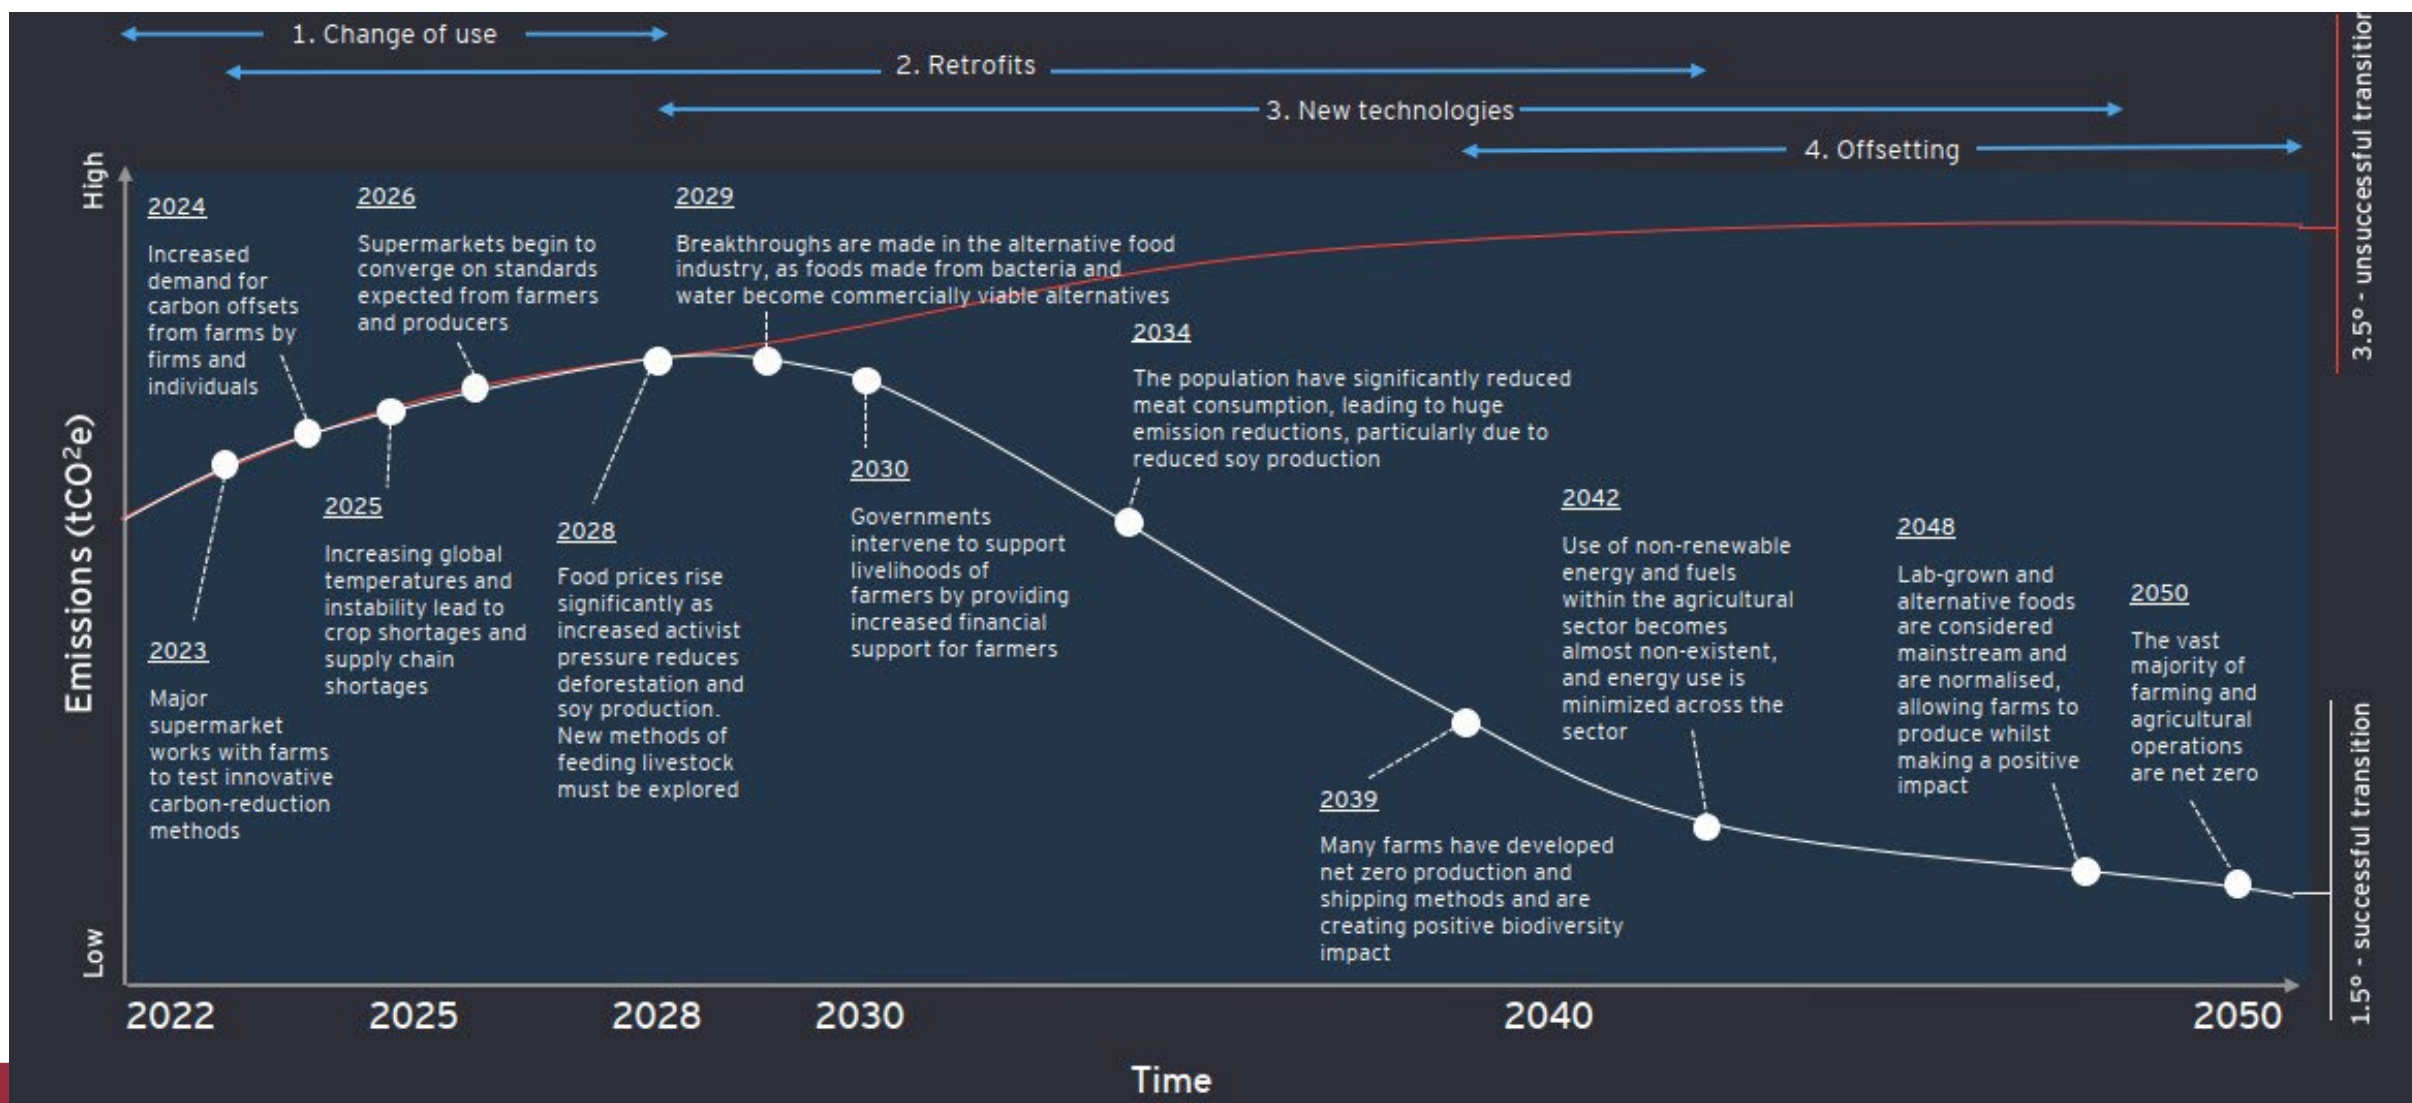 1. Change of use
2. Retrofits
3. New technologies
4. Offsetting
High
Emissions (tCO²e)
Low
2024
Increased
demand for
carbon offsets
from farms by
firms and
individuals
2026
Supermarkets begin to
converge on standards
expected from farmers
and producers
2029
Breakthroughs are made in the alternative food
industry, as foods made from bacteria and
water become commercially viable alternatives
2034
The population have significantly reduced
meat consumption, leading to huge
emission reductions, particularly due to
reduced soy production
2023
Major
supermarket
works with farms
to test innovative
carbon-reduction
methods
2025
Increasing global
temperatures and
instability lead to
crop shortages and
supply chain
shortages
2028
Food prices rise
significantly as
increased activist
pressure reduces
deforestation and
soy production.
New methods of
feeding livestock
must be explored
2030
Governments
intervene to support
livelihoods of
farmers by providing
increased financial
support for farmers
2039
Many farms have developed
net zero production and
shipping methods and are
creating positive biodiversity
impact
2042
Use of non-renewable
energy and fuels
within the agricultural
sector becomes
almost non-existent,
and energy use is
minimized across the
sector
2048
Lab-grown and
alternative foods
are considered
mainstream and
are normalised,
allowing farms to
produce whilst
making a positive
impact
2050
The vast
majority of
farming and
agricultural
operations
are net zero
3.5° - unsuccessful transition
1.5° - successful transition
2022
2025
2028
2030
2040
2050
Time